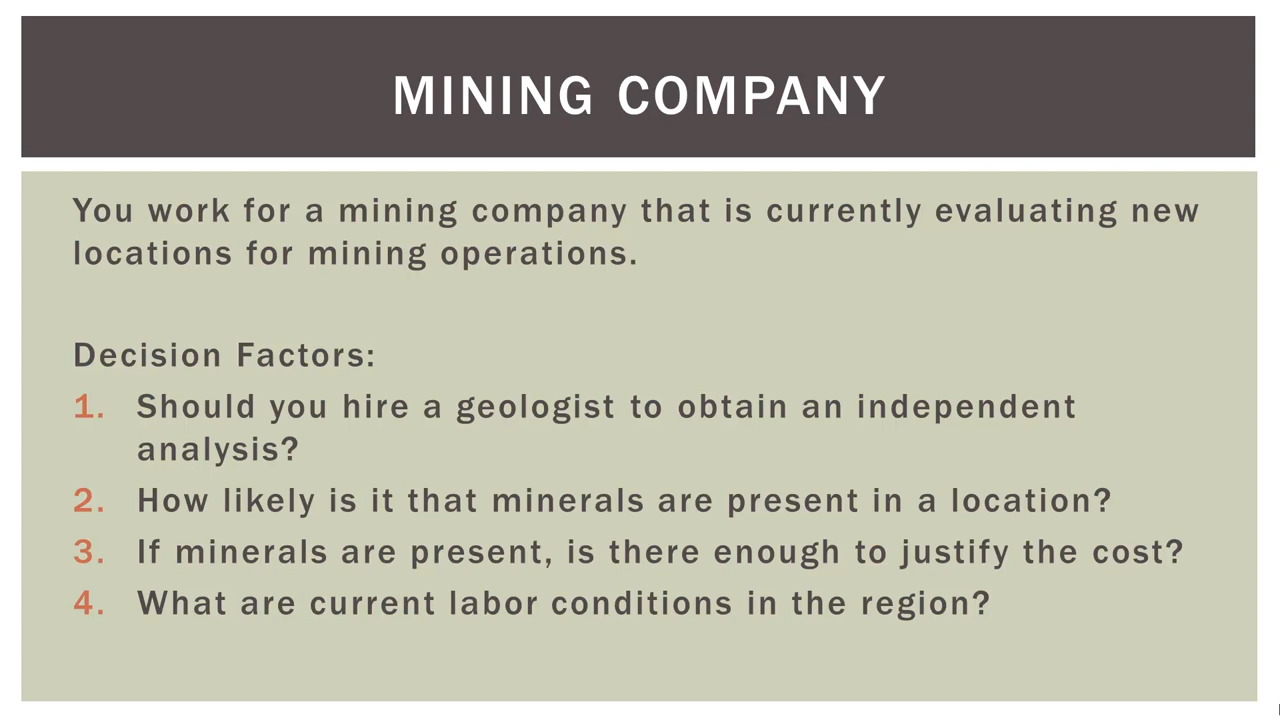 MINING COMPANY
You work for a mining company that is currently evaluating new
locations for mining operations.
Decision Factors:
1. Should you hire a geologist to obtain an independent
analysis?
2. How likely is it that minerals are present in a location?
3. If minerals are present, is there enough to justify the cost?
4. What are current labor conditions in the region?